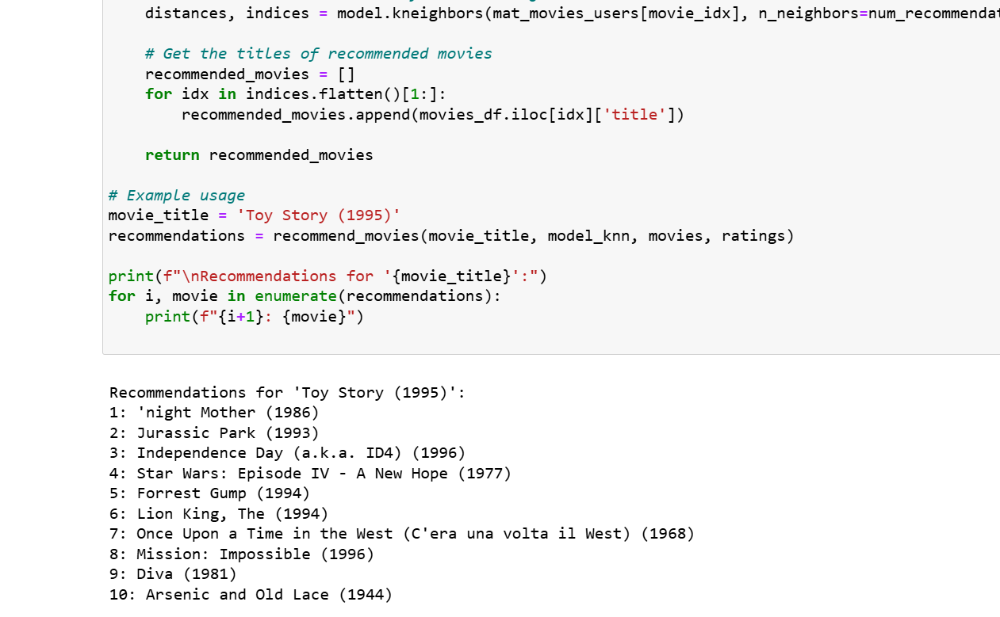 distances, indices = model.kneighbors(mat_movies_users[movie_idx], n_neighbors=num_recommendat
# Get the titles of recommended movies
recommended_movies = []
for idx in indices.flatten()[1:]:
recommended_movies.append(movies_df.iloc[idx]['title'])
return recommended_movies
# Example usage
movie_title = 'Toy Story (1995)'
recommendations = recommend_movies(movie_title, model_knn, movies, ratings)
print(f"\nRecommendations for '{movie_title}':")
for i, movie in enumerate(recommendations):
print(f"{i+1}: {movie}")
Recommendations for 'Toy Story (1995)':
1: 'night Mother (1986)
2: Jurassic Park (1993)
3: Independence Day (a.k.a. ID4) (1996)
4: Star Wars: Episode IV - A New Hope (1977)
5: Forrest Gump (1994)
6: Lion King, The (1994)
7: Once Upon a Time in the West (C'era una volta il West) (1968)
8: Mission: Impossible (1996)
9: Diva (1981)
10: Arsenic and Old Lace (1944)